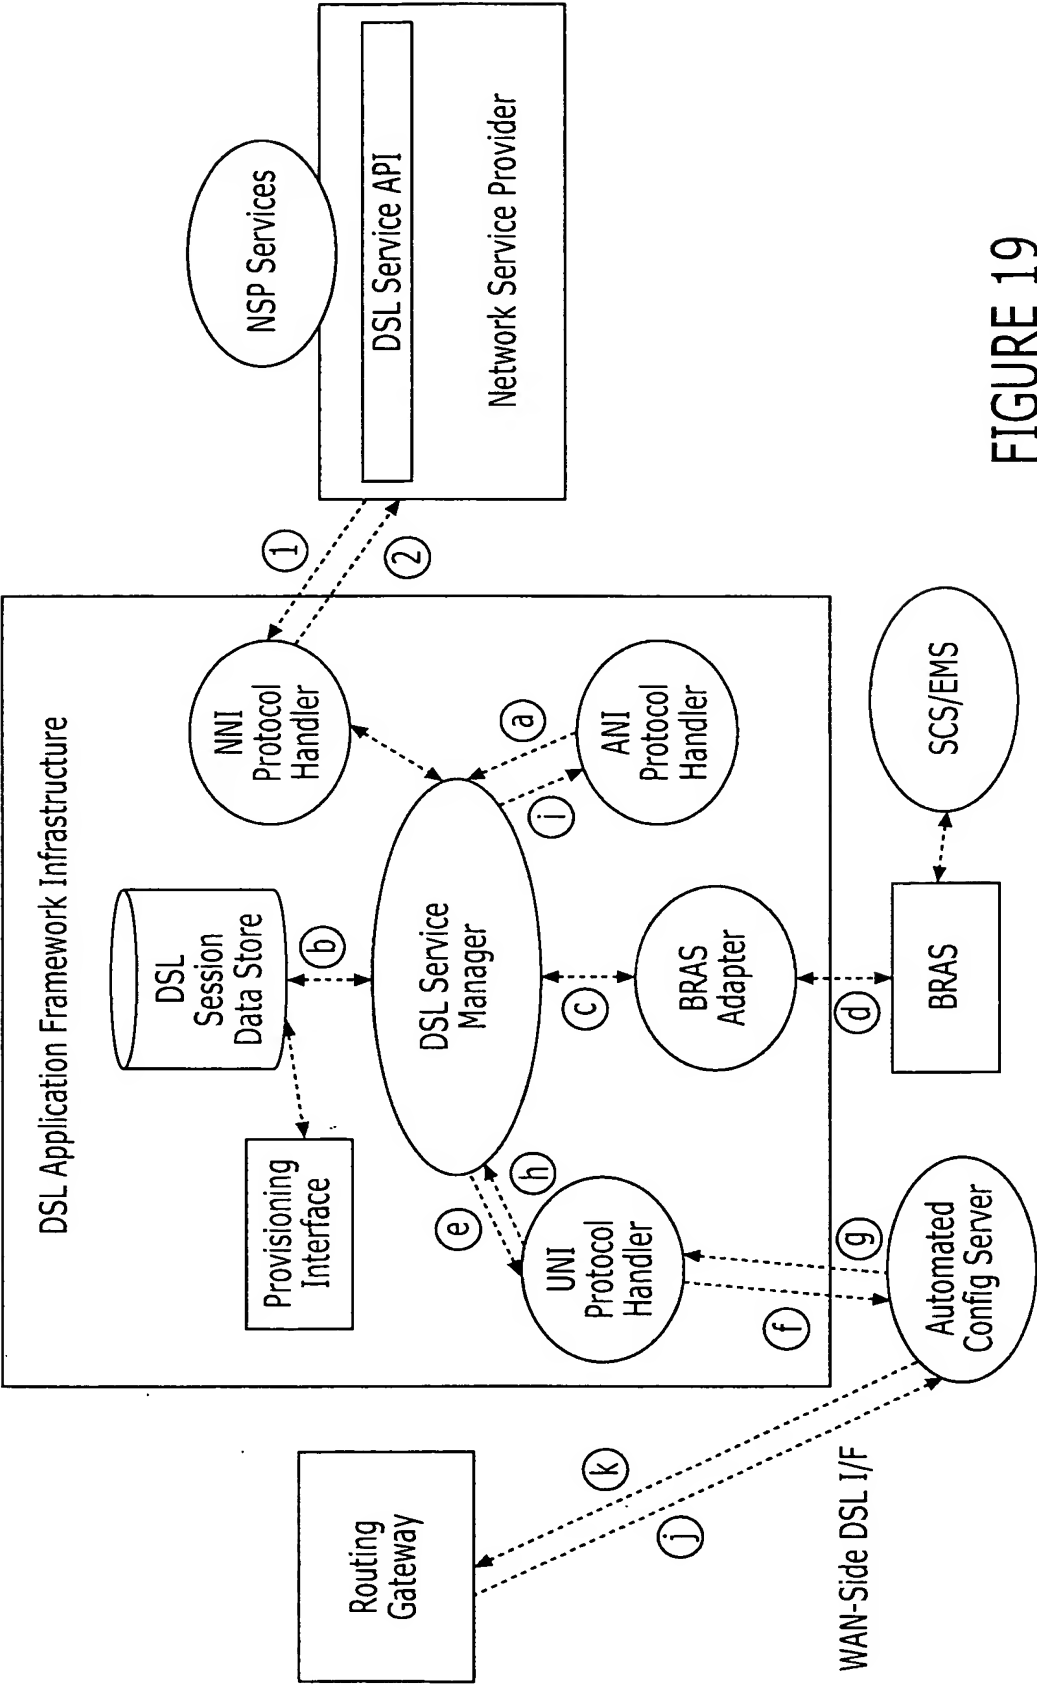 DSL Application Framework Infrastructure
Provisioning
Interface
DSL
Session
Data Store
NNI
Protocol
Handler
NSP Services
DSL Service API
Network Service Provider
1
2
b
DSL Service
Manager
a
i
ANI
Protocol
Handler
e
h
UNI
Protocol
Handler
c
BRAS
Adapter
d
f
g
Routing
Gateway
k
j
WAN-Side DSL I/F
Automated
Config Server
BRAS
SCS/EMS
FIGURE 19